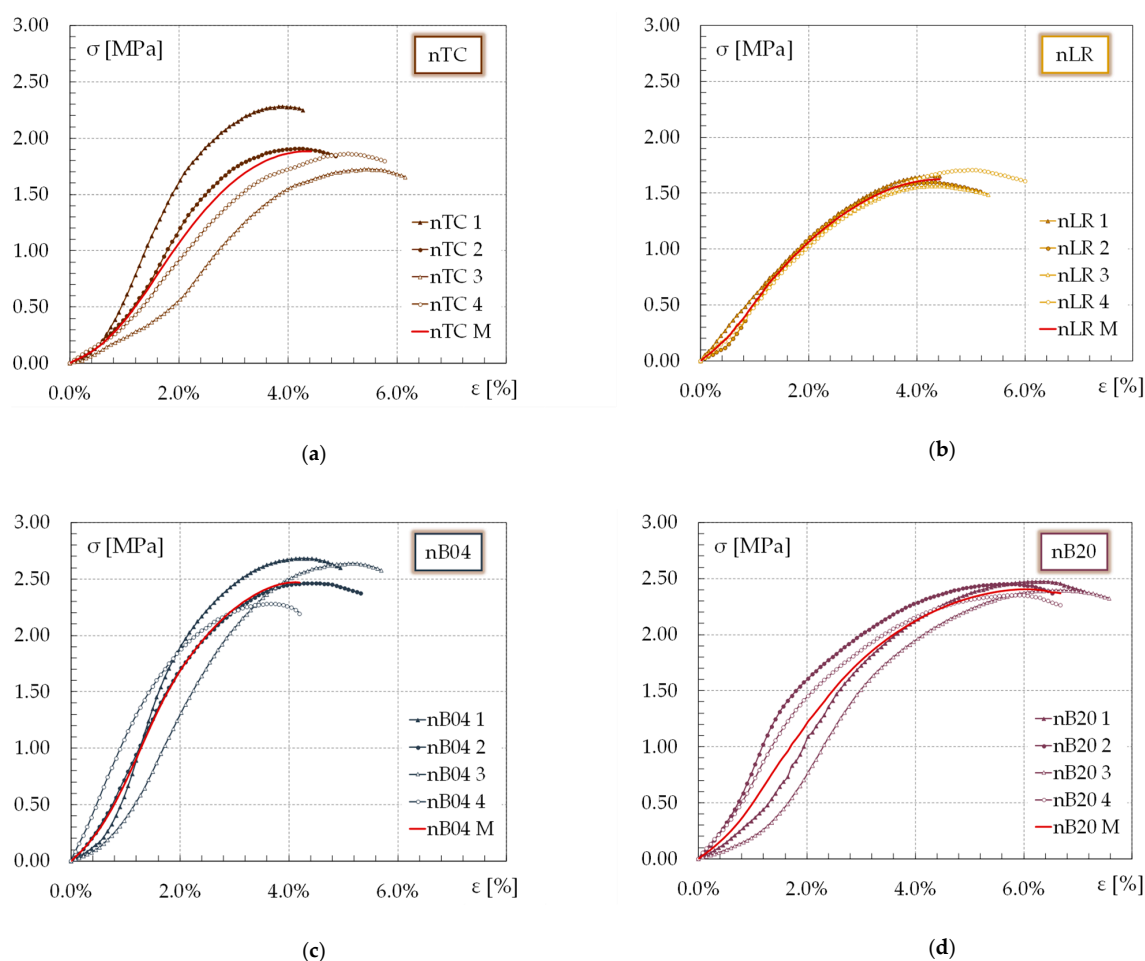 3.00
σ [MPa]
nTC
2.50
2.00
1.50
1.00
0.50
0.00
nTC 1
nTC 2
nTC 3
nTC 4
nTC M
0.0%
2.0%
4.0%
6.0%
ε [%]
(a)
3.00
σ [MPa]
nLR
2.50
2.00
1.50
1.00
0.50
0.00
nLR 1
nLR 2
nLR 3
nLR 4
nLR M
0.0%
2.0%
4.0%
6.0%
ε [%]
(b)
3.00
σ [MPa]
nB04
2.50
2.00
1.50
1.00
0.50
0.00
nB04 1
nB04 2
nB04 3
nB04 4
nB04 M
0.0%
2.0%
4.0%
6.0%
ε [%]
(c)
3.00
σ [MPa]
nB20
2.50
2.00
1.50
1.00
0.50
0.00
nB20 1
nB20 2
nB20 3
nB20 4
nB20 M
0.0%
2.0%
4.0%
6.0%
ε [%]
(d)